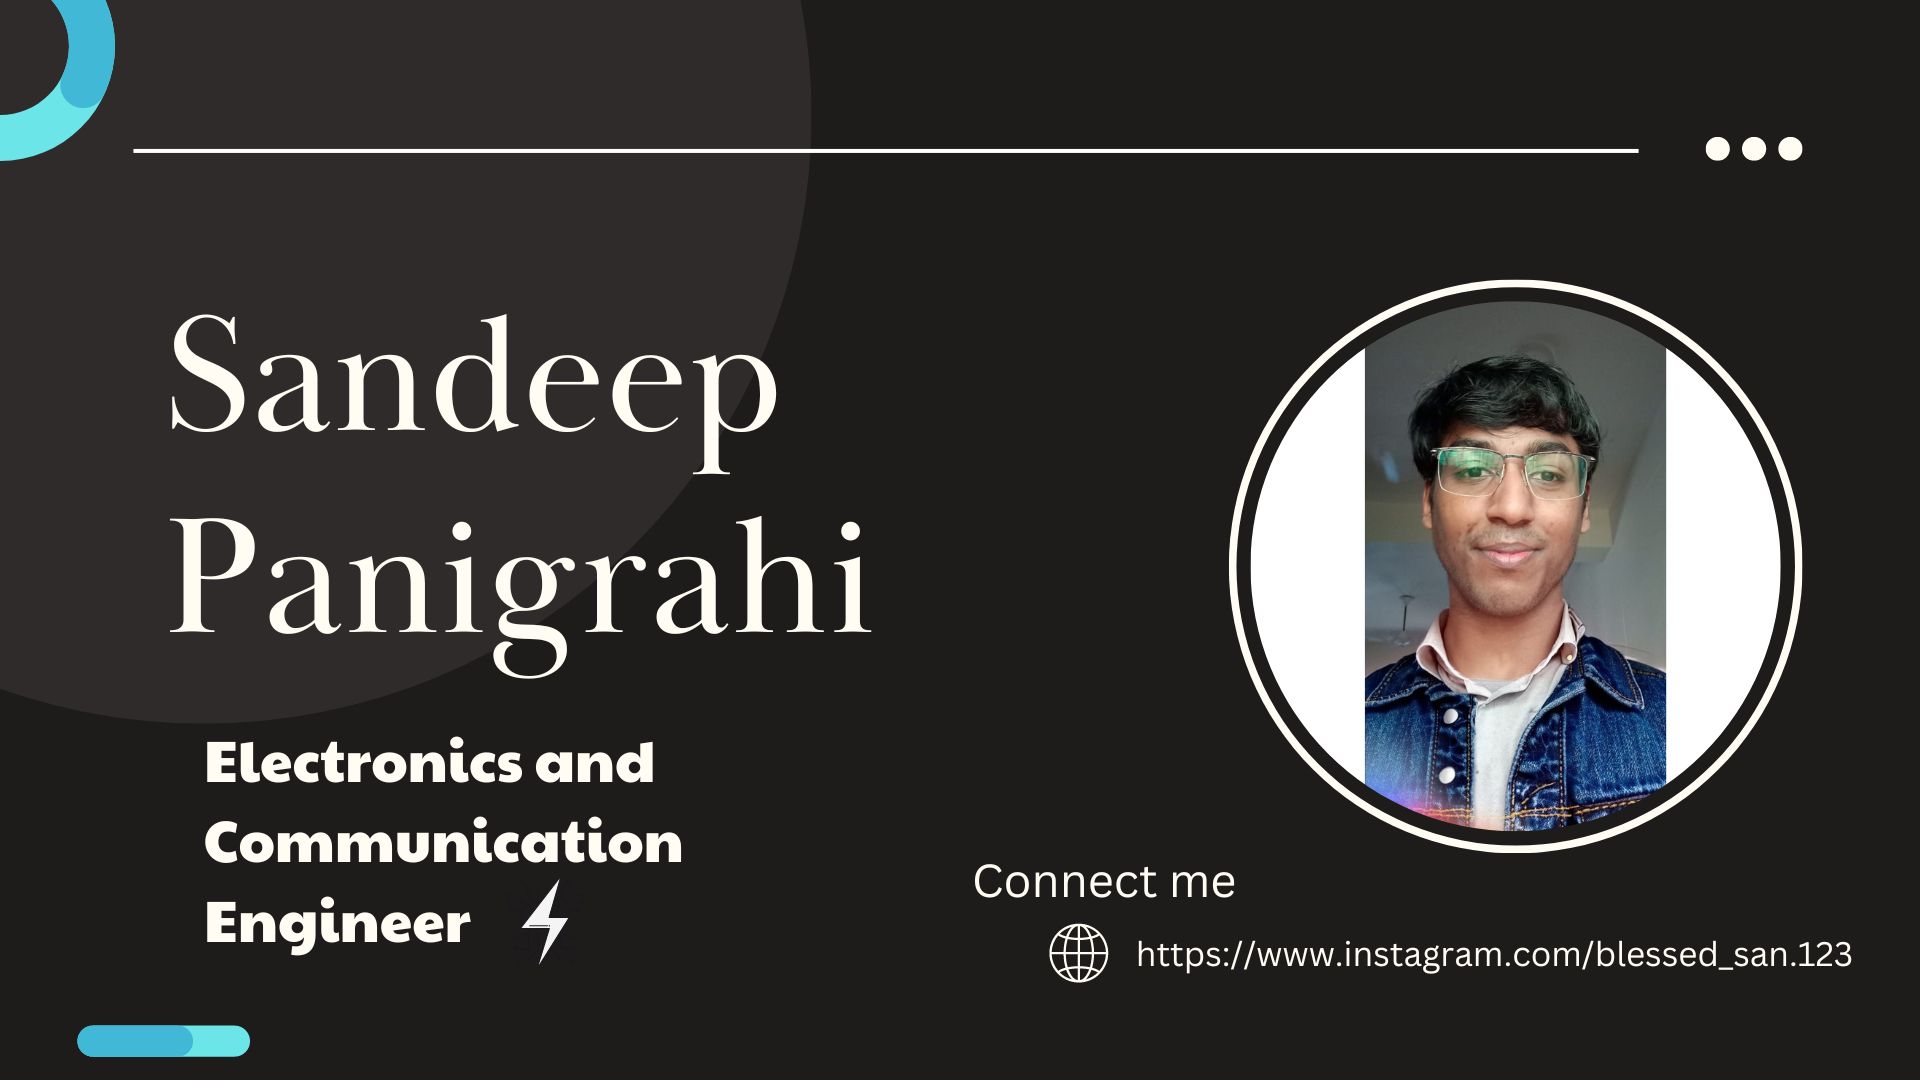 Sandeep
Panigrahi
Electronics and
Communication
Engineer
Connect me
https://www.instagram.com/blessed_san.123